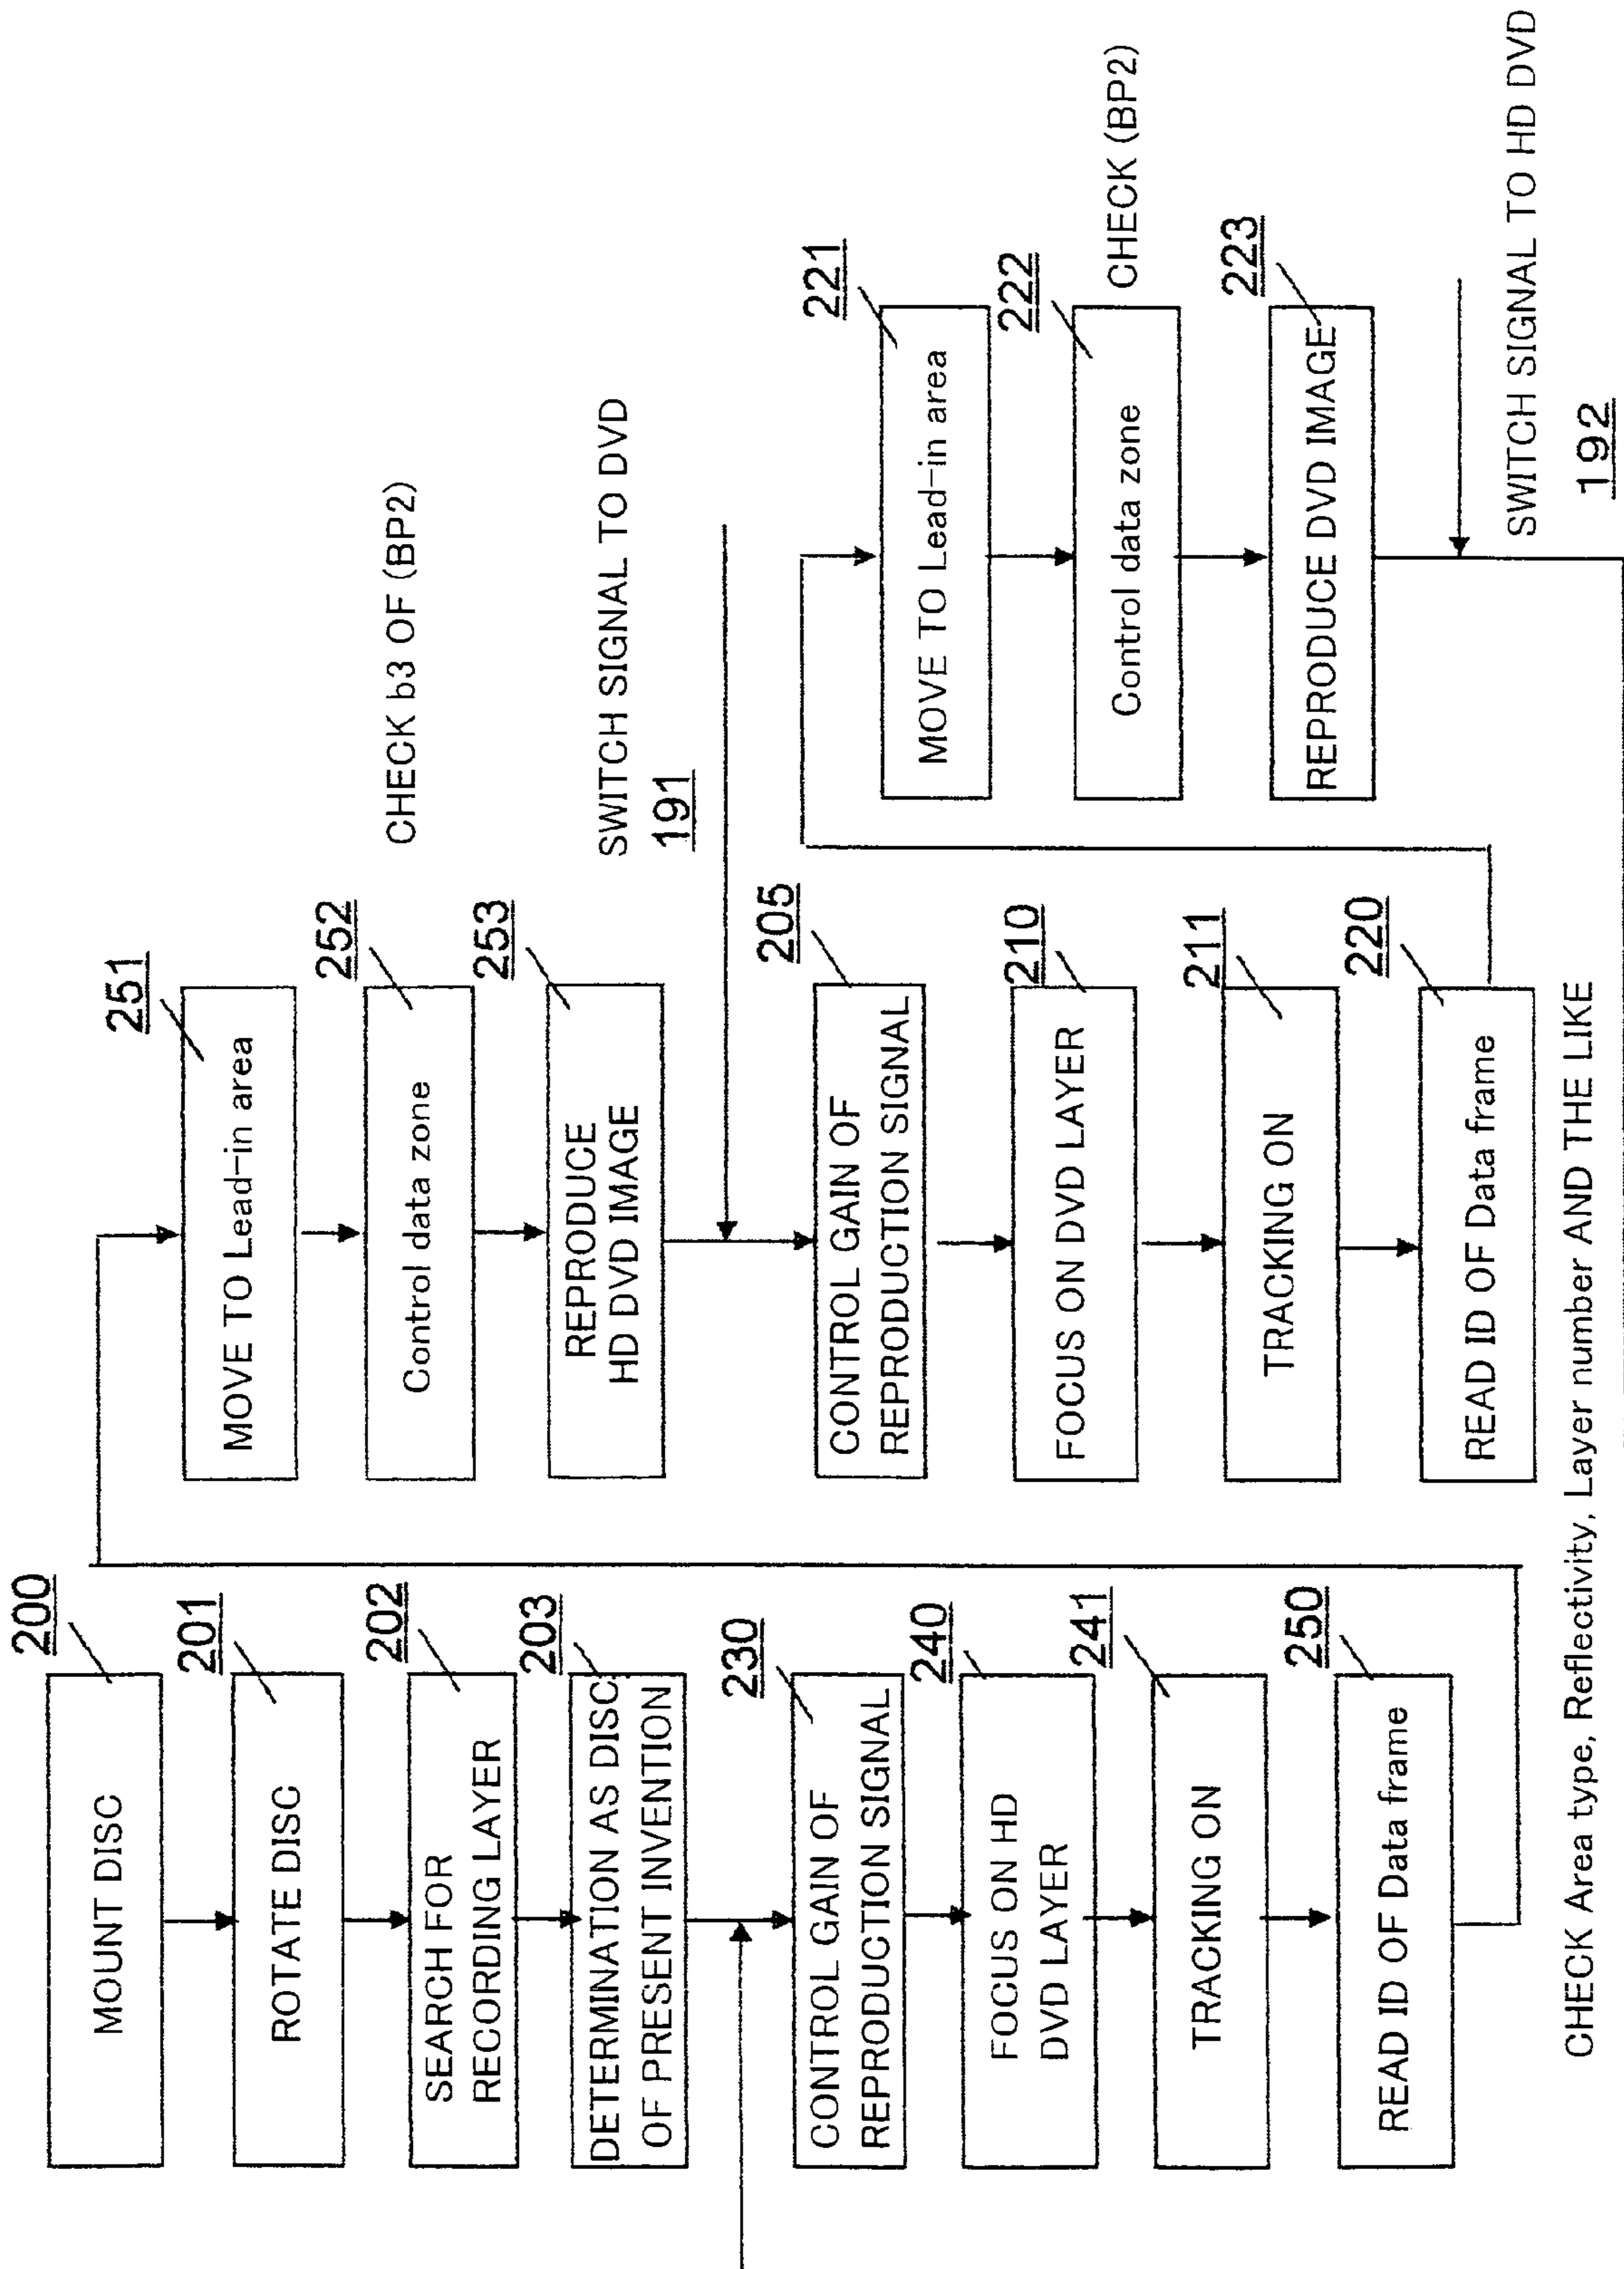 200
MOUNT DISC
201
ROTATE DISC
202
SEARCH FOR
RECORDING LAYER
203
DETERMINATION AS DISC
OF PRESENT INVENTION
230
CONTROL GAIN OF
REPRODUCTION SIGNAL
240
FOCUS ON HD
DVD LAYER
241
TRACKING ON
250
READ ID OF Data frame
CHECK Area type, Reflectivity, Layer number AND THE LIKE
251
MOVE TO Lead-in area
252
Control data zone
CHECK b3 OF (BP2)
253
REPRODUCE
HD DVD IMAGE
SWITCH SIGNAL TO DVD
191
205
CONTROL GAIN OF
REPRODUCTION SIGNAL
210
FOCUS ON DVD LAYER
211
TRACKING ON
220
READ ID OF Data frame
221
MOVE TO Lead-in area
222
Control data zone
CHECK (BP2)
223
REPRODUCE DVD IMAGE
SWITCH SIGNAL TO HD DVD
192